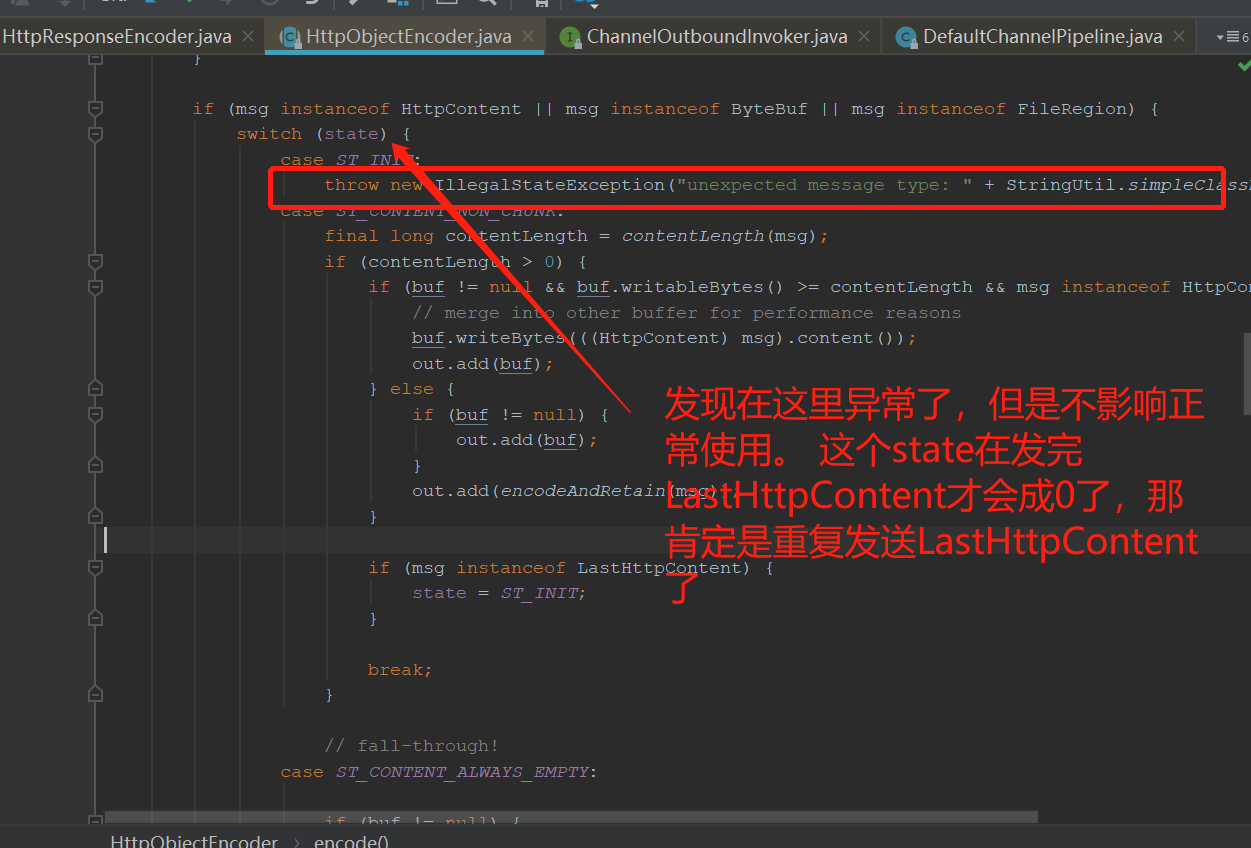 HttpResponseEncoder.java HttpObjectEncoder.java ChannelOutboundInvoker.java DefaultChannelPipeline.java 6
}
if (msg instanceof HttpContent || msg instanceof ByteBuf || msg instanceof FileRegion) {
switch (state) {
case ST_INIT:
throw new IllegalStateException("unexpected message type: " + StringUtil.simpleClass
case ST_CONTENT_NON_CHUNK:
final long contentLength = contentLength(msg);
if (contentLength > 0) {
if (buf != null && buf.writableBytes() >= contentLength && msg instanceof HttpCon
// merge into other buffer for performance reasons
buf.writeBytes(((HttpContent) msg).content());
out.add(buf);
} else {
if (buf != null) {
out.add(buf);
}
out.add(encodeAndRetain(msg));
}
发现在这里异常了，但是不影响正
常使用。 这个state在发完
LastHttpContent才会成0了，那
肯定是重复发送LastHttpContent
了
if (msg instanceof LastHttpContent) {
state = ST_INIT;
}
break;
}
// fall-through!
case ST_CONTENT_ALWAYS_EMPTY:
if (buf != null) {
HttpObjectEncoder › encode()